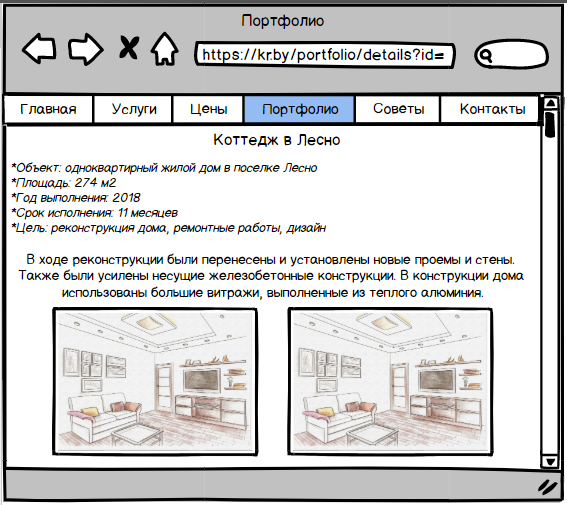 Портфолио
https://kr.by/portfolio/details?id=
Главная Услуги Цены Портфолио Советы Контакты
Коттедж в Лесно
*Объект: одноквартирный жилой дом в поселке Лесно
*Площадь: 274 м2
*Год выполнения: 2018
*Срок исполнения: 11 месяцев
*Цель: реконструкция дома, ремонтные работы, дизайн
В ходе реконструкции были перенесены и установлены новые проемы и стены.
Также были усилены несущие железобетонные конструкции. В конструкции дома
использованы большие витражи, выполненные из теплого алюминия.